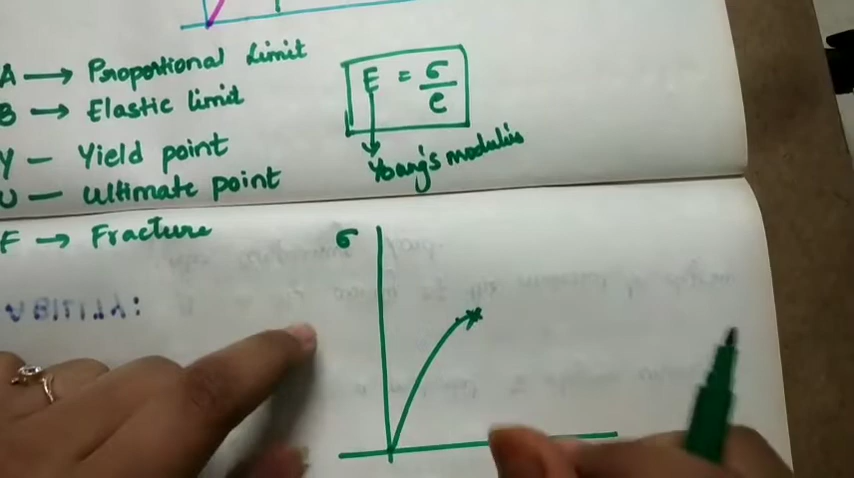 A → Proportional Limit
B → Elastic limit
Y — Yield point
U — Ultimate point
F → Fracture
E = σ/e
Young's modulus
σ